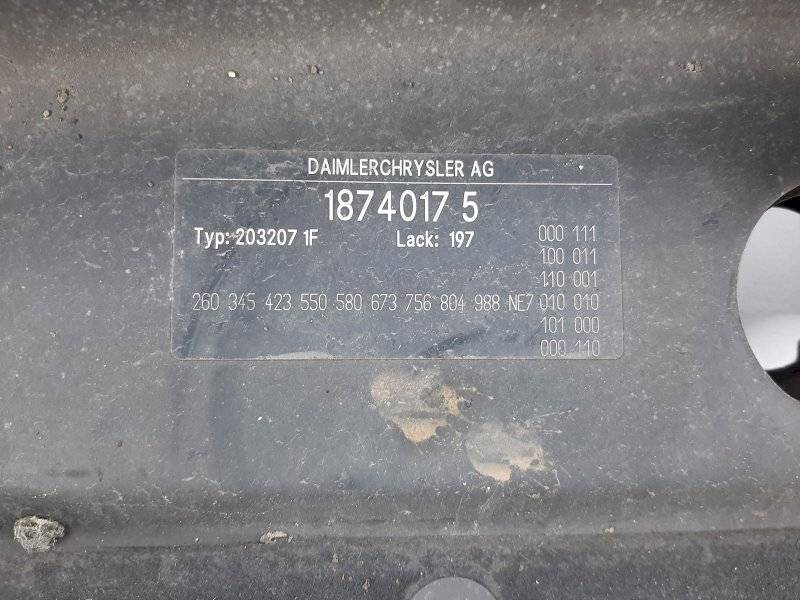 DAIMLERCHRYSLER AG
1874017 5
Typ: 203207 1F Lack: 197 000 111
100 011
110 001
260 345 423 550 580 673 756 804 988 NE7 010 010
101 000
000 110